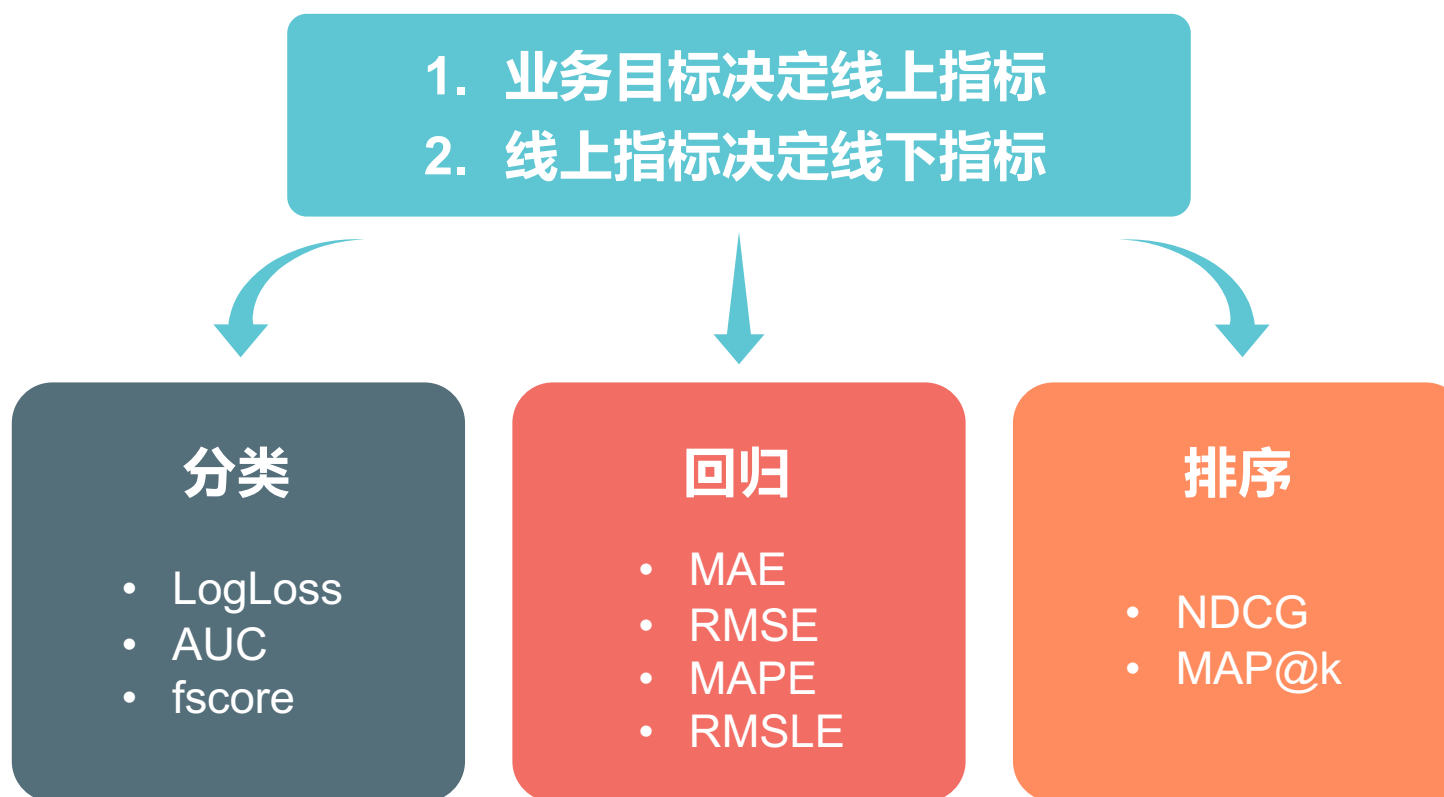 1. 业务目标决定线上指标
2. 线上指标决定线下指标
分类
• LogLoss
• AUC
• fscore
回归
• MAE
• RMSE
• MAPE
• RMSLE
排序
• NDCG
• MAP@k